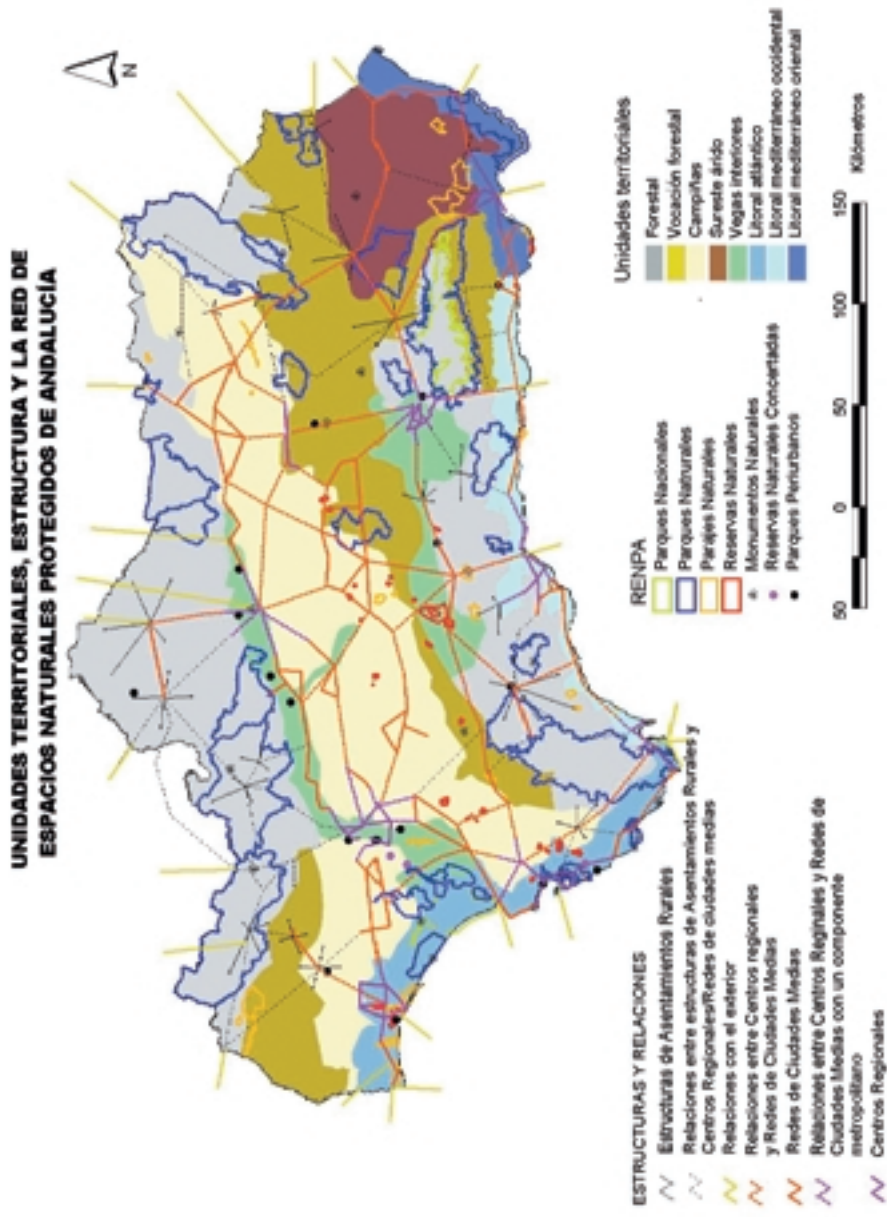 UNIDADES TERRITORIALES, ESTRUCTURA Y LA RED DE
ESPACIOS NATURALES PROTEGIDOS DE ANDALUCÍA
N
ESTRUCTURAS Y RELACIONES
Estructuras de Asentamientos Rurales
Relaciones entre estructuras de Asentamientos Rurales y
Centros Regionales/Redes de ciudades medias
Relaciones con el exterior
Relaciones entre Centros regionales
y Redes de Ciudades Medias
Redes de Ciudades Medias
Relaciones entre Centros Reginales y Redes de
Ciudades Medias con un componente
metropolitano
Centros Regionales
RENPA
Parques Nacionales
Parques Natrurales
Parajes Naturales
Reservas Naturales
Monumentos Naturales
Reservas Naturales Concertadas
Parques Periurbanos
Unidades territoriales
Forestal
Vocación forestal
Campiñas
Sureste árido
Vegas interiores
Litoral atlántico
Litoral mediterráneo occidental
Litoral mediterráneo oriental
50 0 50 100 150
Kilómetros